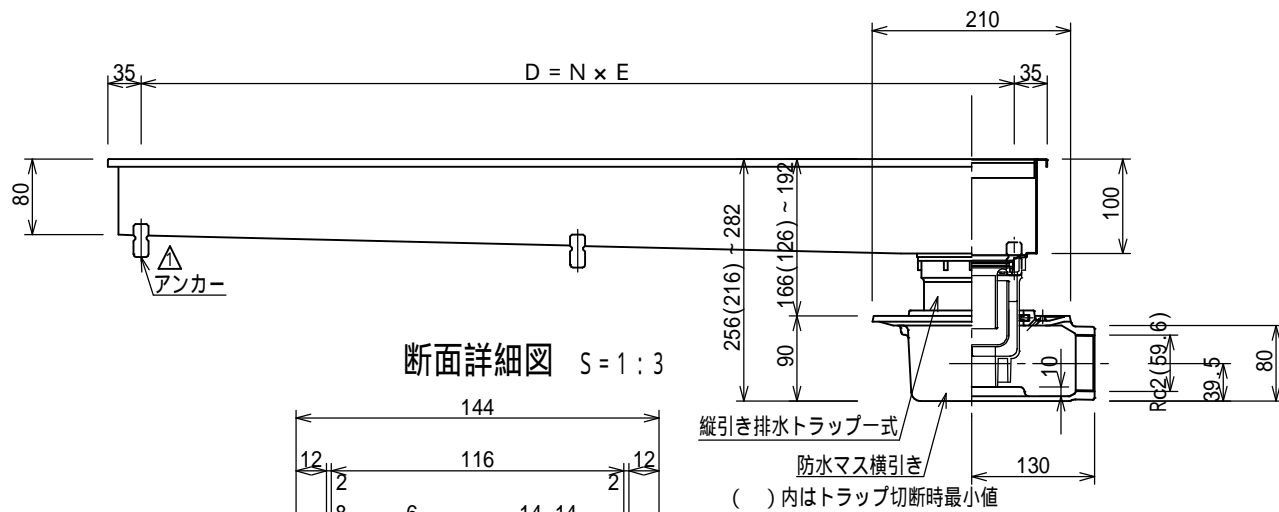 210
35
D = N × E
35
80
100
256(216) ~ 282
166(126) ~ 192
90
1
アンカー
10
Rc2(59.6)
39.5
80
断面詳細図 S = 1 : 3
縦引き排水トラップ一式
防水マス横引き
130
( ) 内はトラップ切断時最小値
144
12
116
12
2
2
8
6
14
14